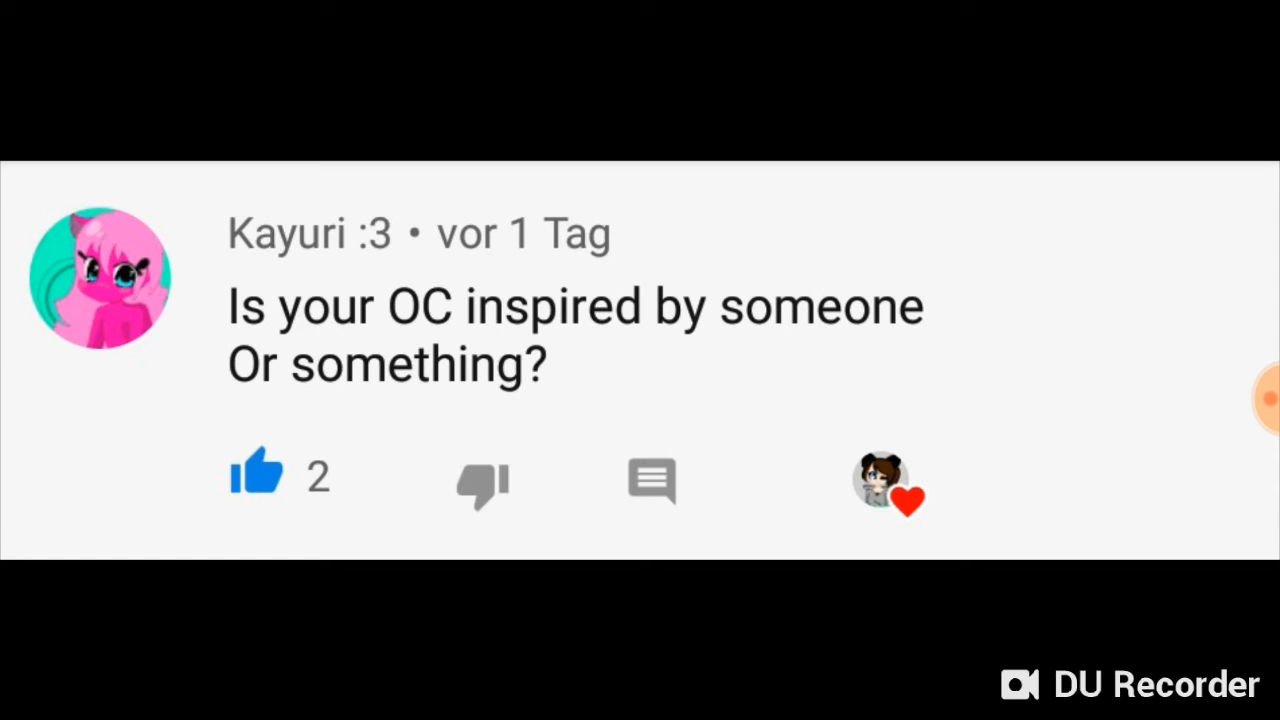 Kayuri :3 • vor 1 Tag
Is your OC inspired by someone
Or something?
2
DU Recorder